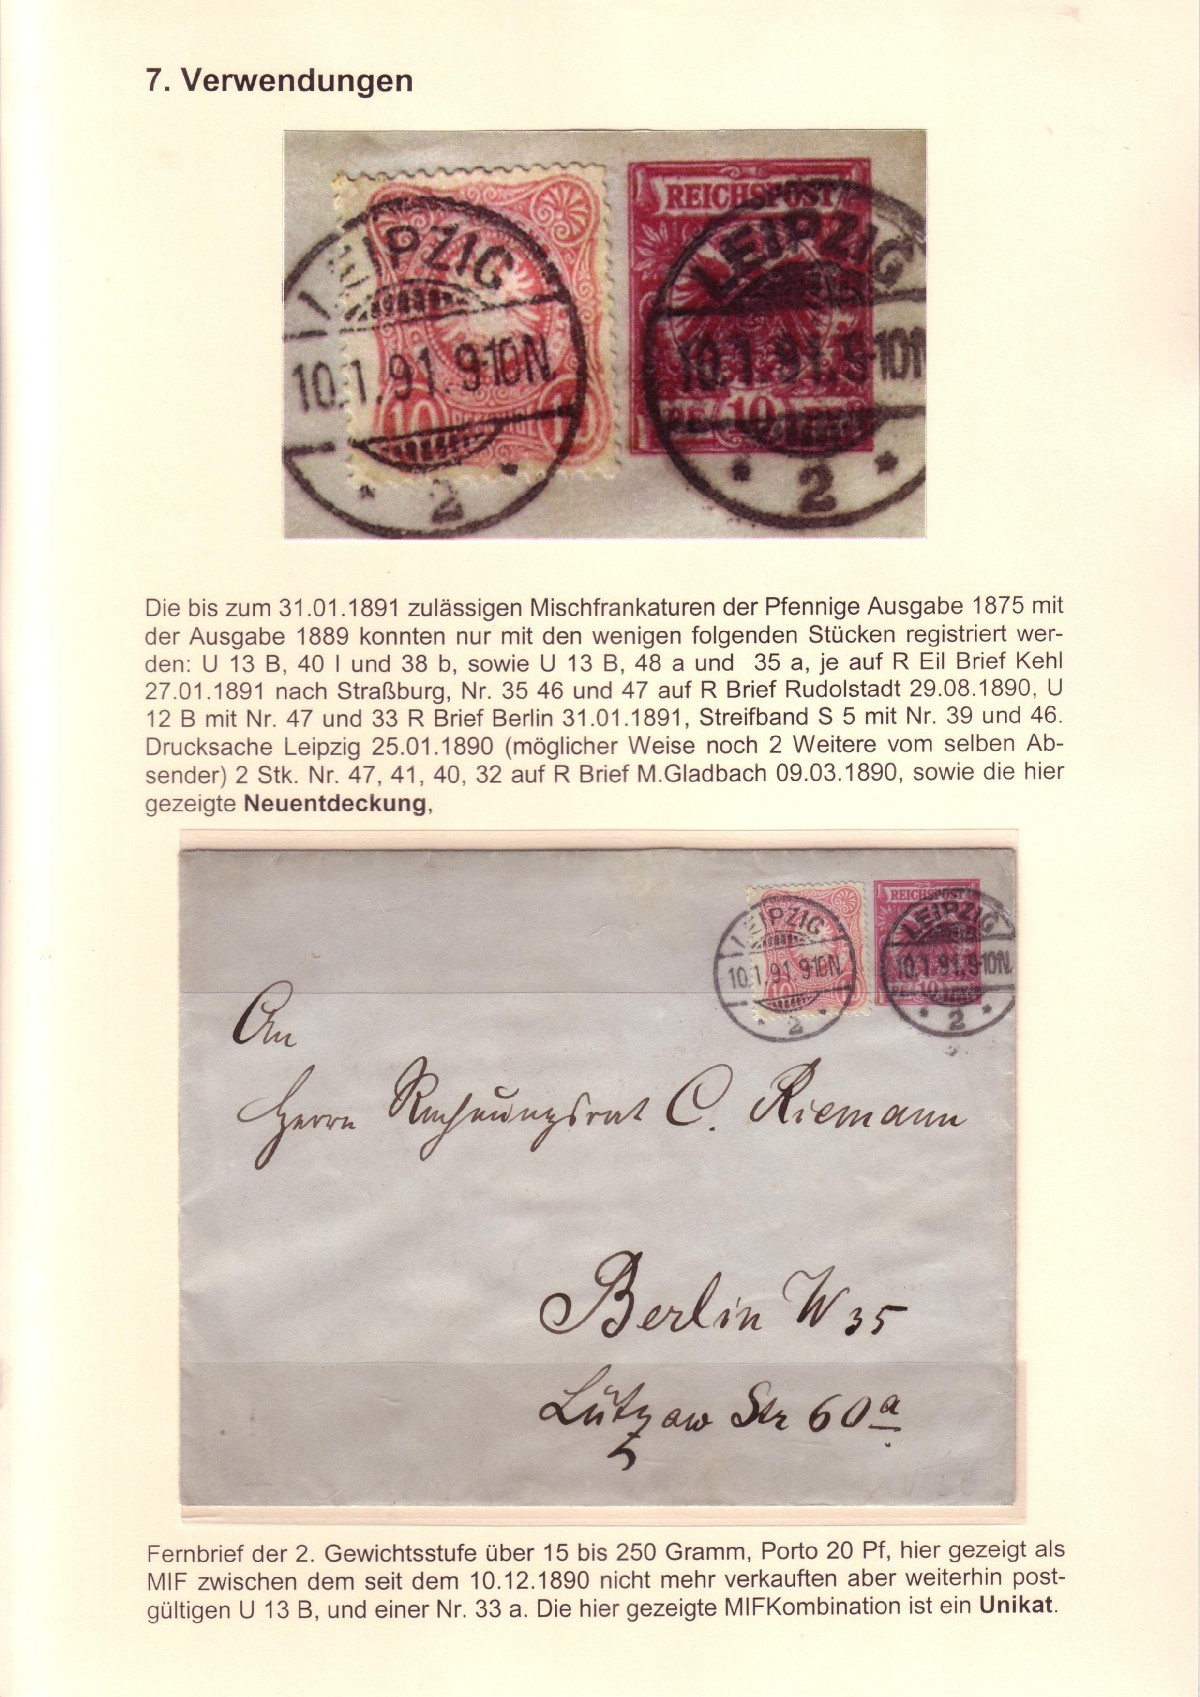 7. Verwendungen
REICHSPOST
LEIPZIG
LEIPZIG
10.1.91.9-10N.
10.1.91.9-10N
10 PFENNIG 10
10
2
2
Die bis zum 31.01.1891 zulässigen Mischfrankaturen der Pfennige Ausgabe 1875 mit
der Ausgabe 1889 konnten nur mit den wenigen folgenden Stücken registriert wer-
den: U 13 B, 40 I und 38 b, sowie U 13 B, 48 a und 35 a, je auf R Eil Brief Kehl
27.01.1891 nach Straßburg, Nr. 35 46 und 47 auf R Brief Rudolstadt 29.08.1890, U
12 B mit Nr. 47 und 33 R Brief Berlin 31.01.1891, Streifband S 5 mit Nr. 39 und 46.
Drucksache Leipzig 25.01.1890 (möglicher Weise noch 2 Weitere vom selben Ab-
sender) 2 Stk. Nr. 47, 41, 40, 32 auf R Brief M.Gladbach 09.03.1890, sowie die hier
gezeigte Neuentdeckung,
REICHSPOST
LEIPZIG
LEIPZIG
10.1.91.9-10N.
10.1.91.9-10N.
10
10
2
2
An
Herrn Rechnungsrat C. Riemann
Berlin W 35
Lützow Str 60a
Fernbrief der 2. Gewichtsstufe über 15 bis 250 Gramm, Porto 20 Pf, hier gezeigt als
MIF zwischen dem seit dem 10.12.1890 nicht mehr verkauften aber weiterhin post-
gültigen U 13 B, und einer Nr. 33 a. Die hier gezeigte MIFKombination ist ein Unikat.